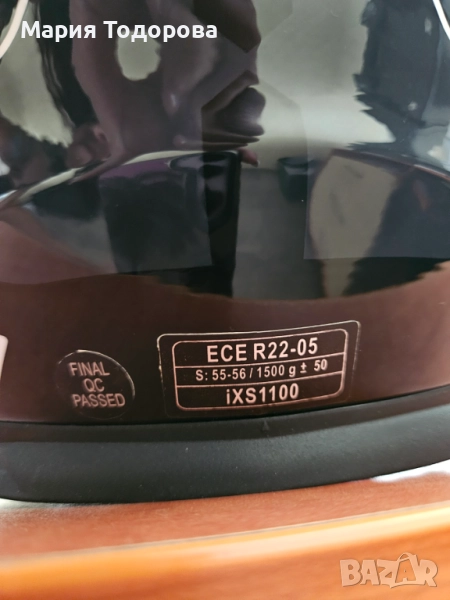 Мария Тодорова
ECE R22-05
S: 55-56 / 1500 g ± 50
iXS1100
FINAL
QC
PASSED
BAZAR